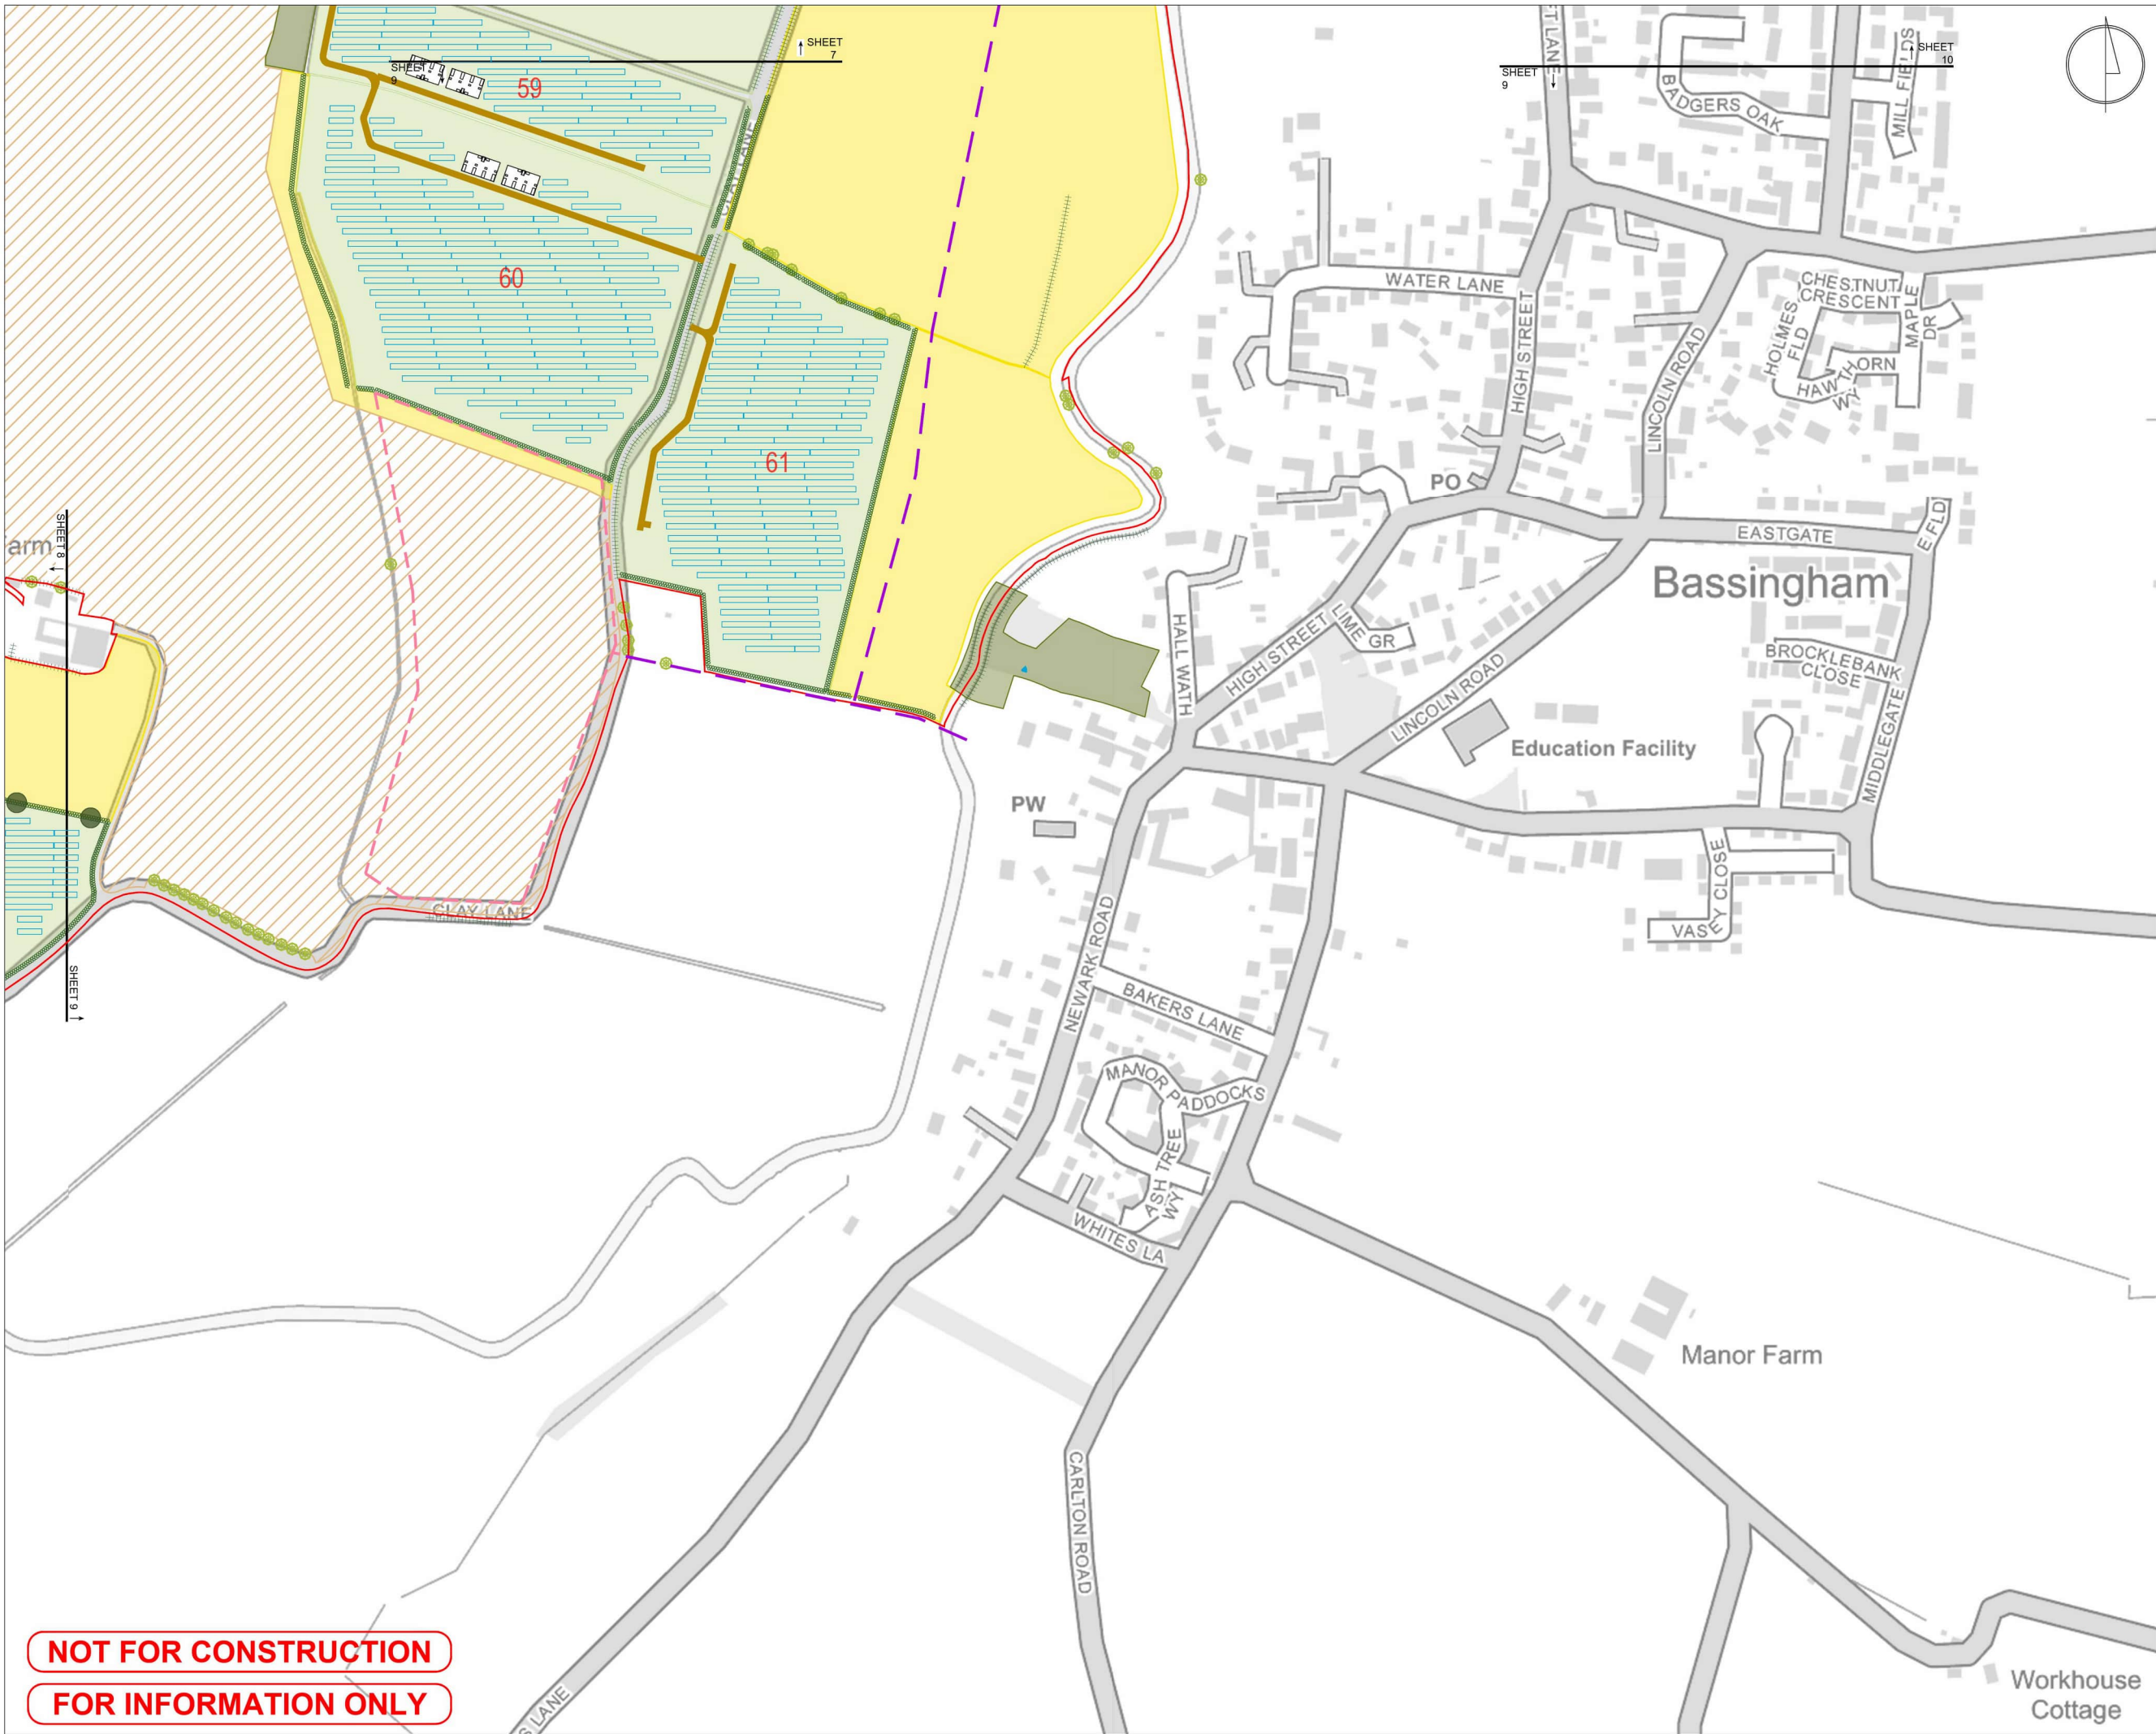 SHEET
7
SHEET
9
59
CLAY LANE
60
61
SHEET
10
SHEET
9
BADGERS OAK
MILL FIELDS
WATER LANE
HIGH STREET
LINCOLN ROAD
CHESTNUT
CRESCENT
HOLMES
FLD
MAPLE
DR
HAWTHORN
WY
PO
EASTGATE
E FLD
Bassingham
SHEET 8
arm
HALL WATH
HIGH STREET
LIME GR
LINCOLN ROAD
BROCKLEBANK
CLOSE
MIDDLEGATE
Education Facility
PW
CLAY LANE
VASEY CLOSE
SHEET 9
NEWARK ROAD
BAKERS LANE
MANOR PADDOCKS
ASH TREE
WY
WHITES LA
Manor Farm
CARLTON ROAD
NOT FOR CONSTRUCTION
FOR INFORMATION ONLY
S LANE
Workhouse
Cottage